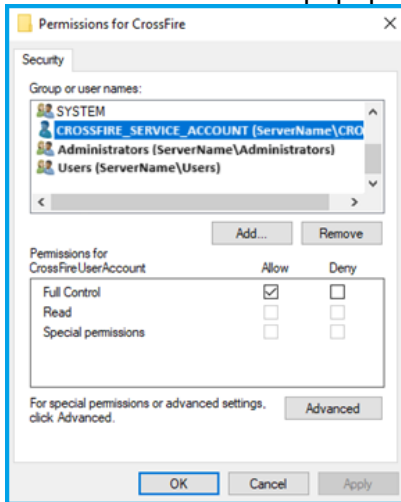 Permissions for CrossFire
Security
Group or user names:
SYSTEM
CROSSFIRE_SERVICE_ACCOUNT (ServerName\CRO
Administrators (ServerName\Administrators)
Users (ServerName\Users)
Add... Remove
Permissions for
CrossFireUserAccount Allow Deny
Full Control
Read
Special permissions
For special permissions or advanced settings,
click Advanced.
Advanced
OK Cancel Apply